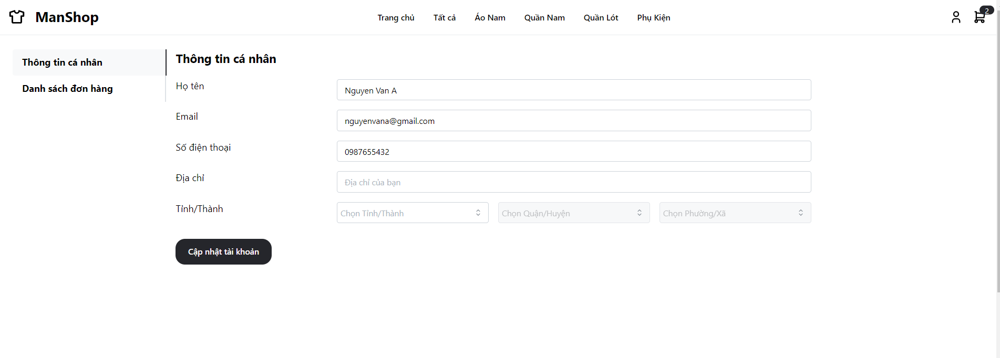 ManShop
Trang chủ Tất cả Áo Nam Quần Nam Quần Lót Phụ Kiện
2
Thông tin cá nhân
Danh sách đơn hàng
Thông tin cá nhân
Họ tên Nguyen Van A
Email nguyenvana@gmail.com
Số điện thoại 0987655432
Địa chỉ Địa chỉ của bạn
Tỉnh/Thành Chọn Tỉnh/Thành Chọn Quận/Huyện Chọn Phường/Xã
Cập nhật tài khoản